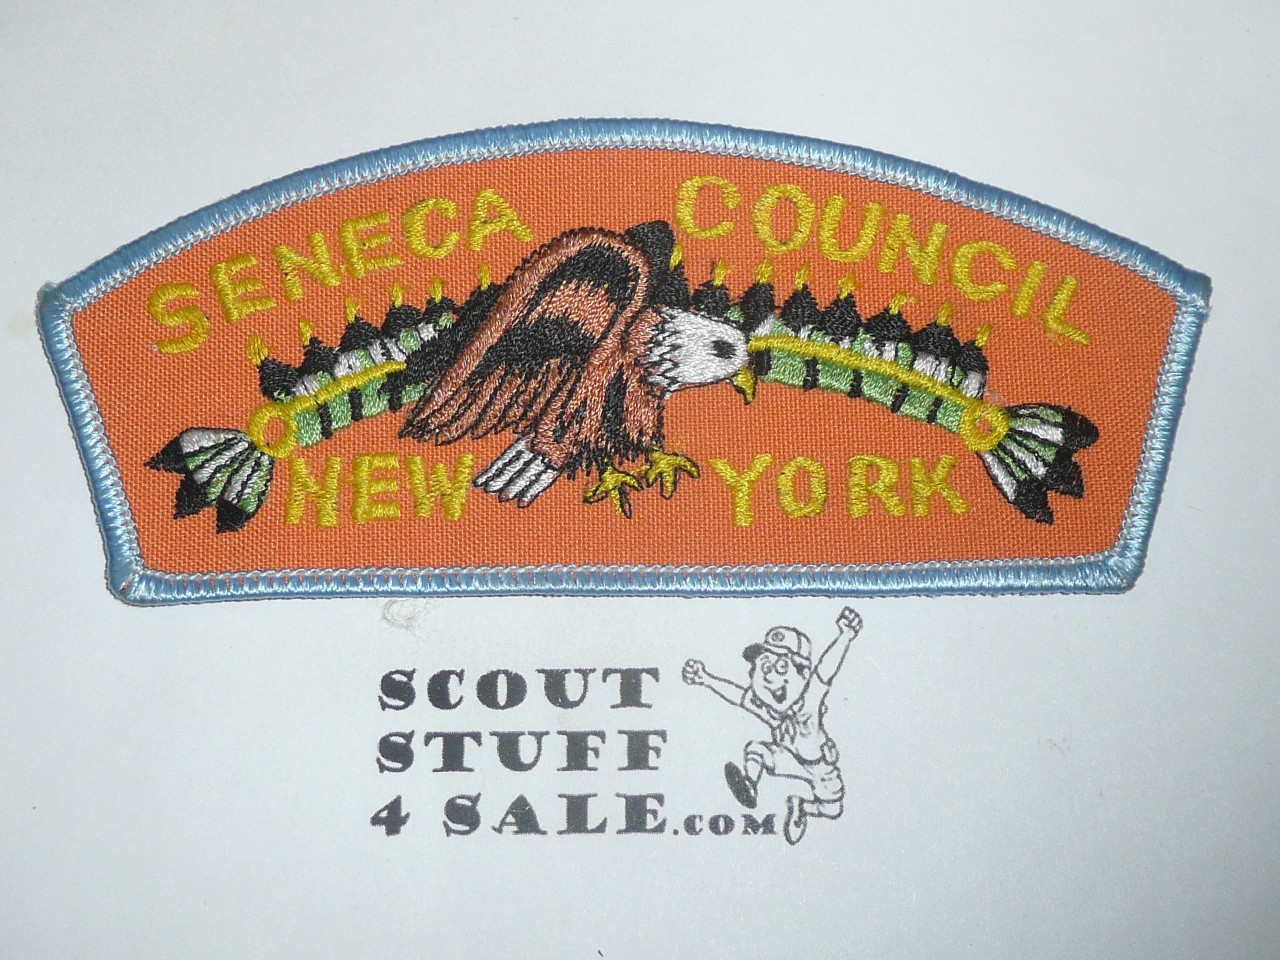 SENECA COUNCIL
NEW YORK
SCOUT
STUFF
4 SALE.COM